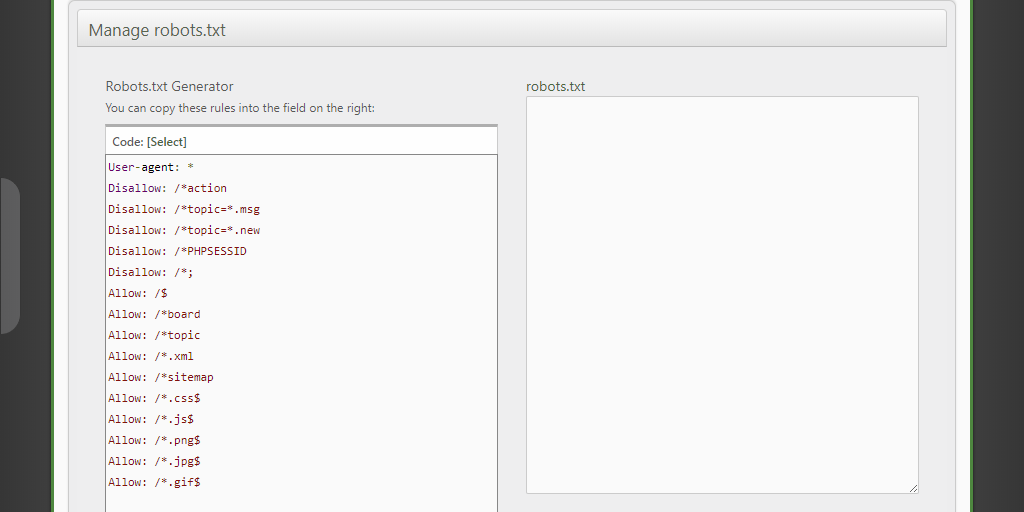 Manage robots.txt
Robots.txt Generator
You can copy these rules into the field on the right:
Code: [Select]
User-agent: *
Disallow: /*action
Disallow: /*topic=*.msg
Disallow: /*topic=*.new
Disallow: /*PHPSESSID
Disallow: /*;
Allow: /$
Allow: /*board
Allow: /*topic
Allow: /*.xml
Allow: /*sitemap
Allow: /*.css$
Allow: /*.js$
Allow: /*.png$
Allow: /*.jpg$
Allow: /*.gif$
robots.txt